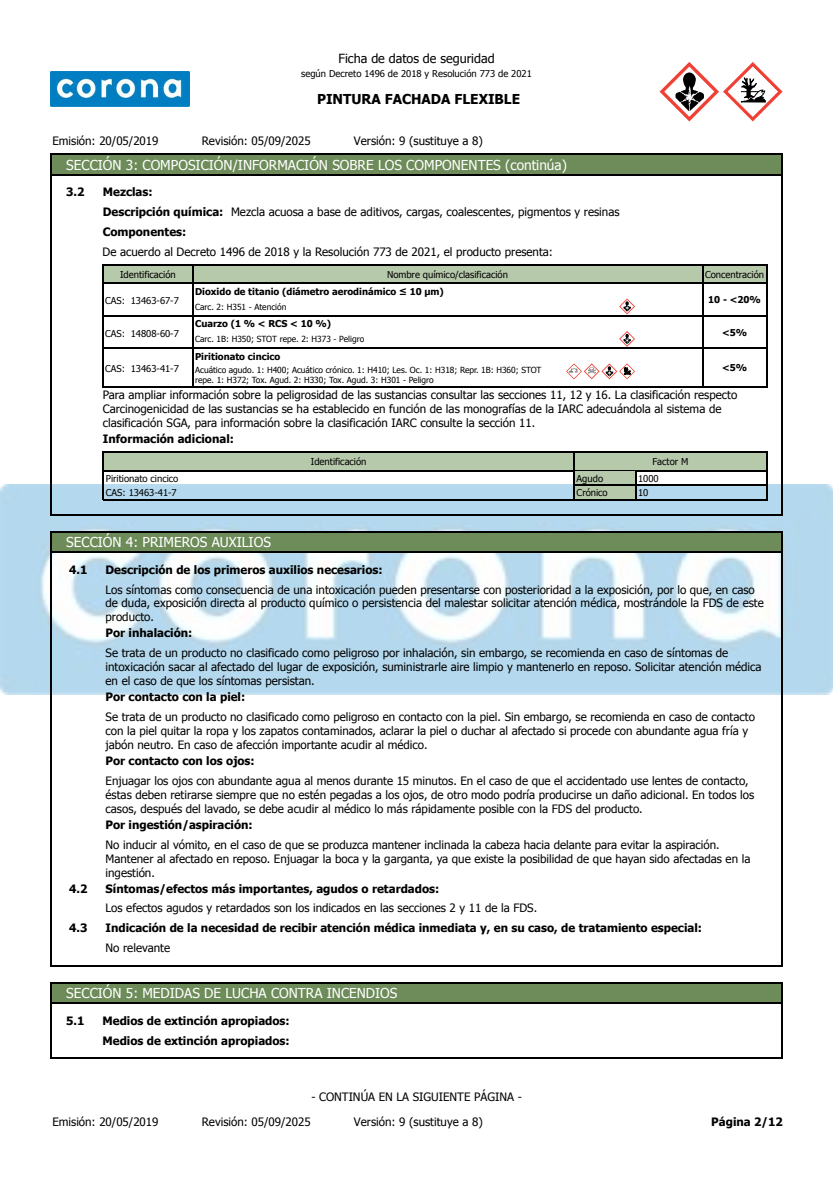 Ficha de datos de seguridad
según Decreto 1496 de 2018 y Resolución 773 de 2021
corona
PINTURA FACHADA FLEXIBLE
Emisión: 20/05/2019 Revisión: 05/09/2025 Versión: 9 (sustituye a 8)
SECCIÓN 3: COMPOSICIÓN/INFORMACIÓN SOBRE LOS COMPONENTES (continúa)
3.2 Mezclas:
Descripción química: Mezcla acuosa a base de aditivos, cargas, coalescentes, pigmentos y resinas
Componentes:
De acuerdo al Decreto 1496 de 2018 y la Resolución 773 de 2021, el producto presenta:
Identificación Nombre químico/clasificación Concentración
CAS: 13463-67-7 Dioxido de titanio (diámetro aerodinámico ≤ 10 µm) 10 - <20%
Carc. 2: H351 - Atención
CAS: 14808-60-7 Cuarzo (1 % < RCS < 10 %) <5%
Carc. 1B: H350; STOT repe. 2: H373 - Peligro
CAS: 13463-41-7 Piritionato cincico <5%
Acuático agudo. 1: H400; Acuático crónico. 1: H410; Les. Oc. 1: H318; Repr. 1B: H360; STOT
repe. 1: H372; Tox. Agud. 2: H330; Tox. Agud. 3: H301 - Peligro
Para ampliar información sobre la peligrosidad de las sustancias consultar las secciones 11, 12 y 16. La clasificación respecto
Carcinogenicidad de las sustancias se ha establecido en función de las monografías de la IARC adecuándola al sistema de
clasificación SGA, para información sobre la clasificación IARC consulte la sección 11.
Información adicional:
Identificación Factor M
Piritionato cincico Agudo 1000
CAS: 13463-41-7 Crónico 10
corona
SECCIÓN 4: PRIMEROS AUXILIOS
4.1 Descripción de los primeros auxilios necesarios:
Los síntomas como consecuencia de una intoxicación pueden presentarse con posterioridad a la exposición, por lo que, en caso
de duda, exposición directa al producto químico o persistencia del malestar solicitar atención médica, mostrándole la FDS de este
producto.
Por inhalación:
Se trata de un producto no clasificado como peligroso por inhalación, sin embargo, se recomienda en caso de síntomas de
intoxicación sacar al afectado del lugar de exposición, suministrarle aire limpio y mantenerlo en reposo. Solicitar atención médica
en el caso de que los síntomas persistan.
Por contacto con la piel:
Se trata de un producto no clasificado como peligroso en contacto con la piel. Sin embargo, se recomienda en caso de contacto
con la piel quitar la ropa y los zapatos contaminados, aclarar la piel o duchar al afectado si procede con abundante agua fría y
jabón neutro. En caso de afección importante acudir al médico.
Por contacto con los ojos:
Enjuagar los ojos con abundante agua al menos durante 15 minutos. En el caso de que el accidentado use lentes de contacto,
éstas deben retirarse siempre que no estén pegadas a los ojos, de otro modo podría producirse un daño adicional. En todos los
casos, después del lavado, se debe acudir al médico lo más rápidamente posible con la FDS del producto.
Por ingestión/aspiración:
No inducir al vómito, en el caso de que se produzca mantener inclinada la cabeza hacia delante para evitar la aspiración.
Mantener al afectado en reposo. Enjuagar la boca y la garganta, ya que existe la posibilidad de que hayan sido afectadas en la
ingestión.
4.2 Síntomas/efectos más importantes, agudos o retardados:
Los efectos agudos y retardados son los indicados en las secciones 2 y 11 de la FDS.
4.3 Indicación de la necesidad de recibir atención médica inmediata y, en su caso, de tratamiento especial:
No relevante
SECCIÓN 5: MEDIDAS DE LUCHA CONTRA INCENDIOS
5.1 Medios de extinción apropiados:
Medios de extinción apropiados:
- CONTINÚA EN LA SIGUIENTE PÁGINA -
Emisión: 20/05/2019 Revisión: 05/09/2025 Versión: 9 (sustituye a 8) Página 2/12